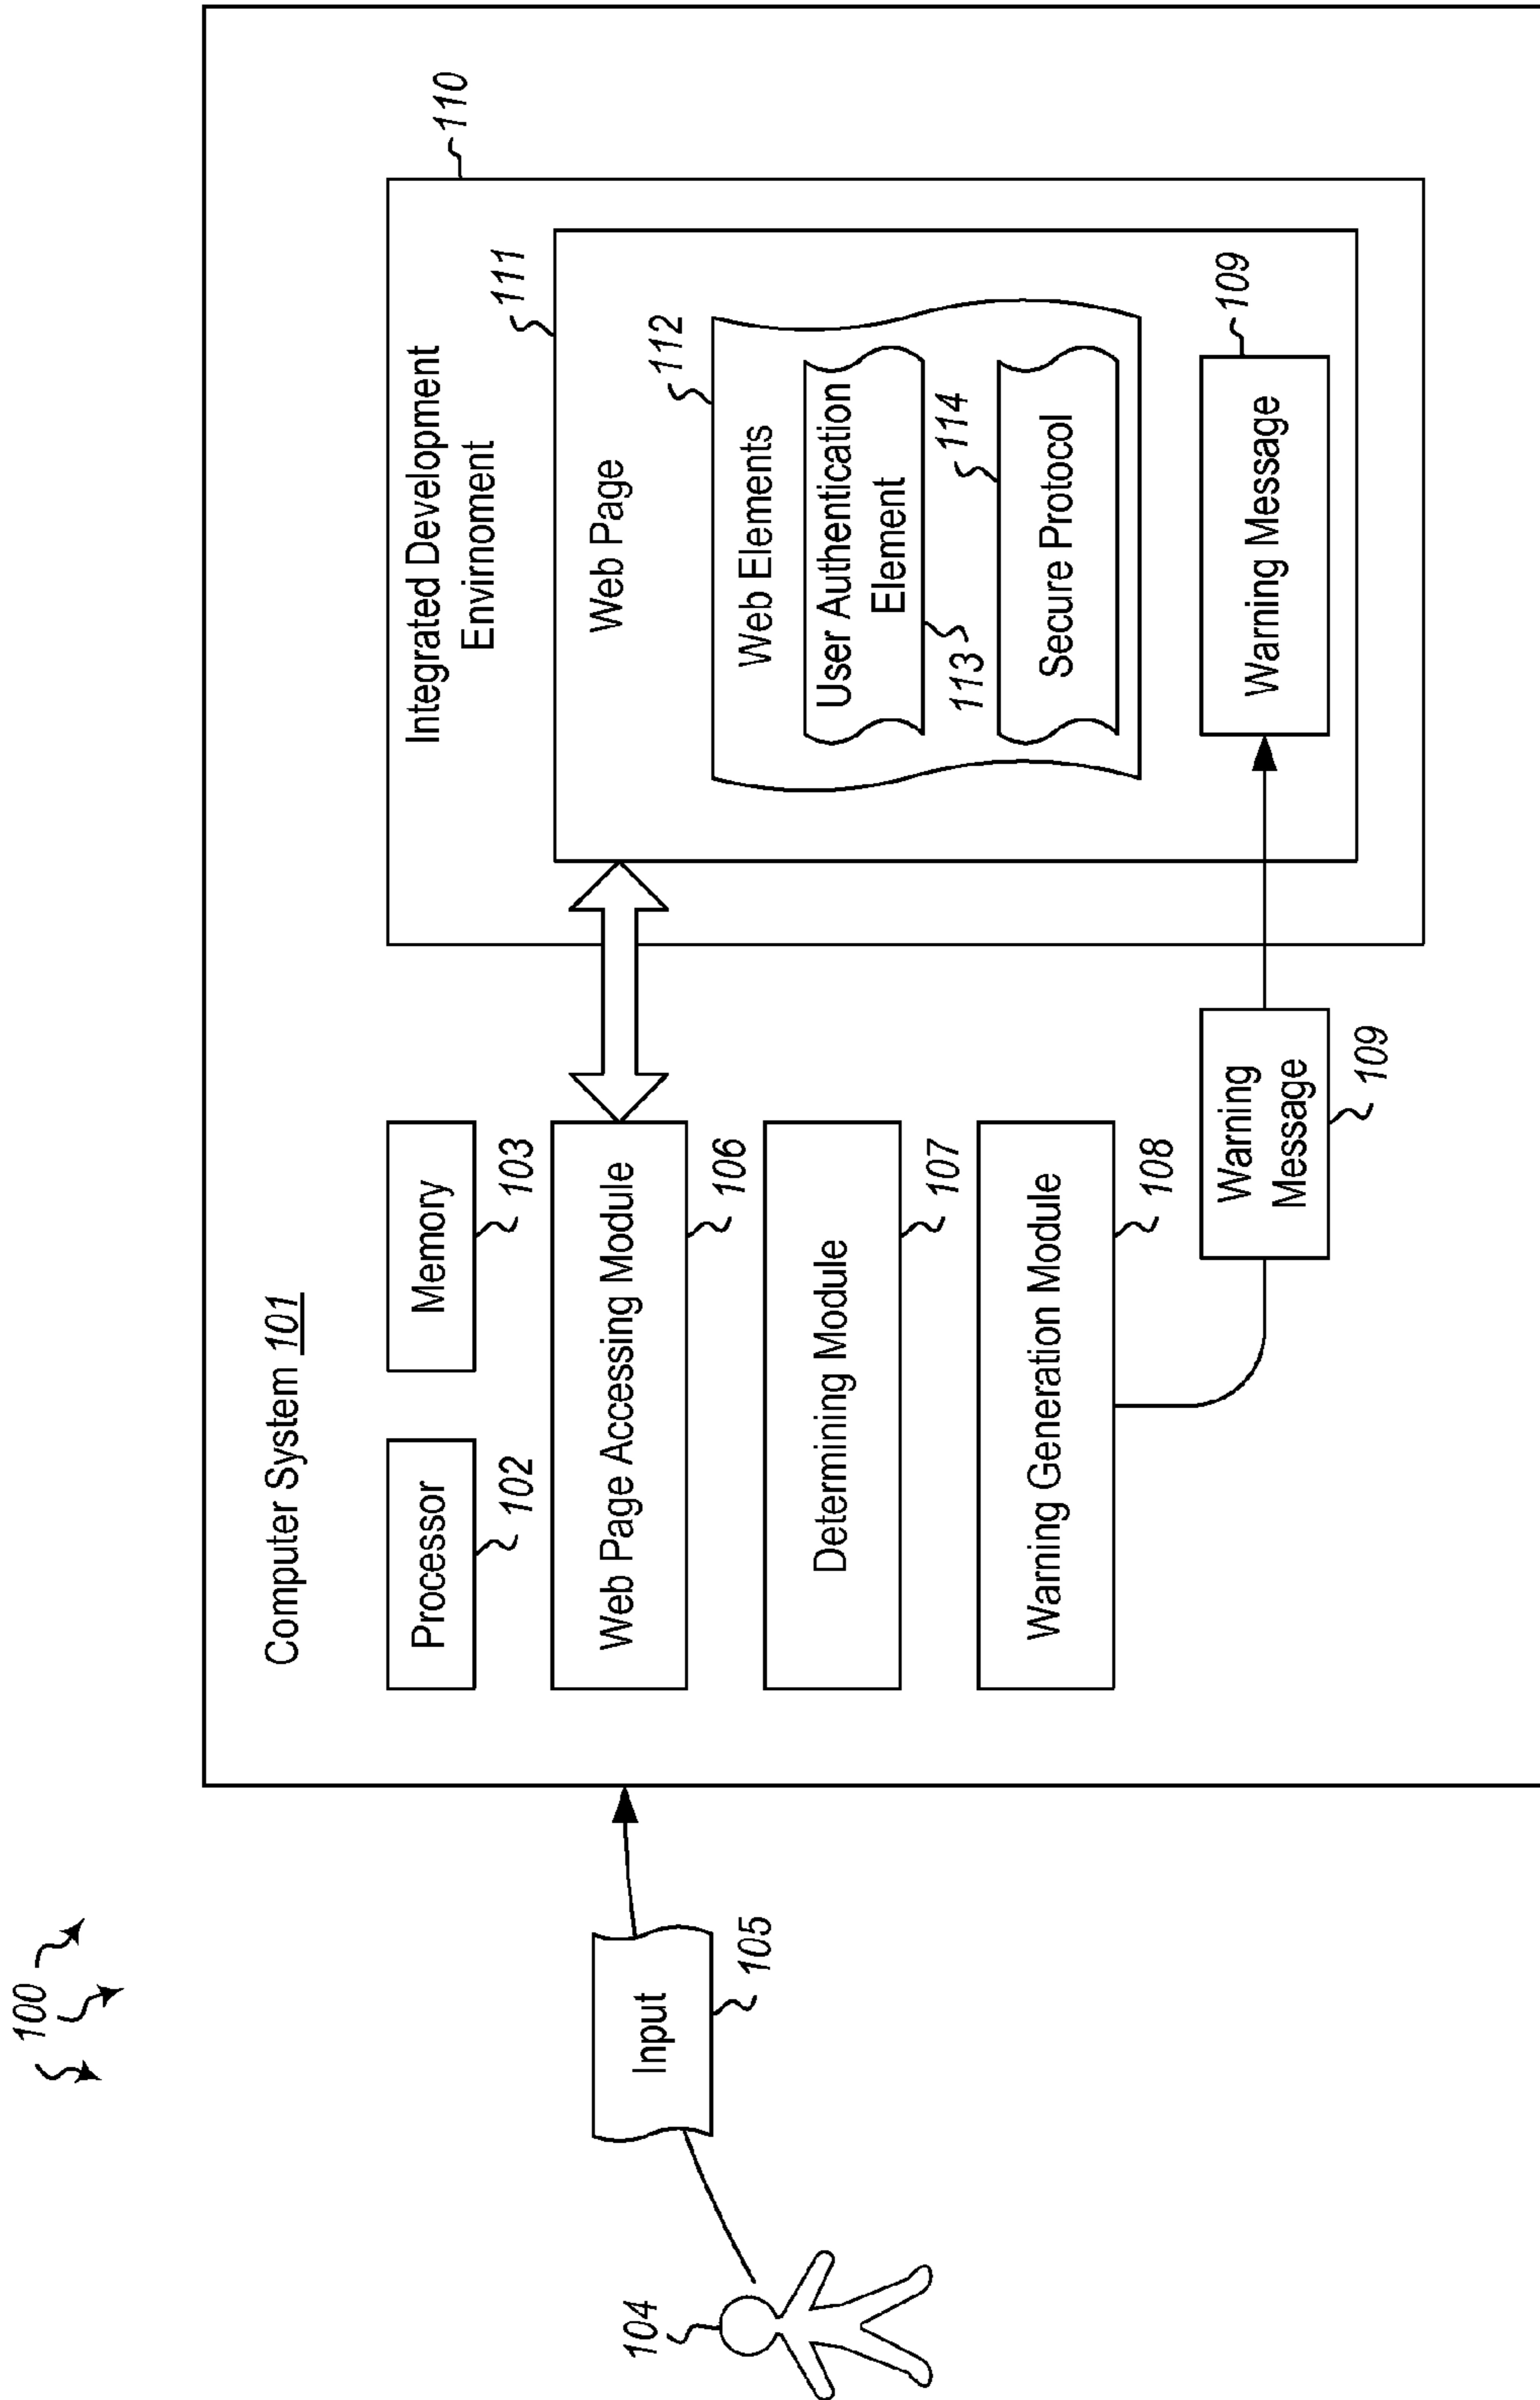 100
104
Input
105
Computer System 101
Processor
102
Memory
103
Web Page Accessing Module
106
Determining Module
107
Warning Generation Module
108
Warning
Message
109
Integrated Development
Envirnoment
110
Web Page
111
Web Elements
112
User Authentication
Element
113
Secure Protocol
114
Warning Message
109